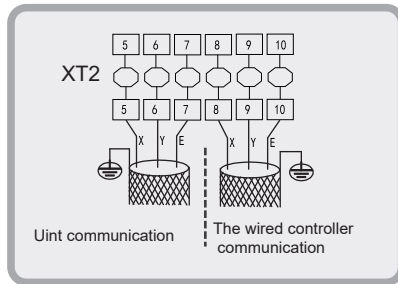 5 6 7 8 9 10
XT2
5 6 7 8 9 10
X Y E X Y E
Uint communication
The wired controller
communication